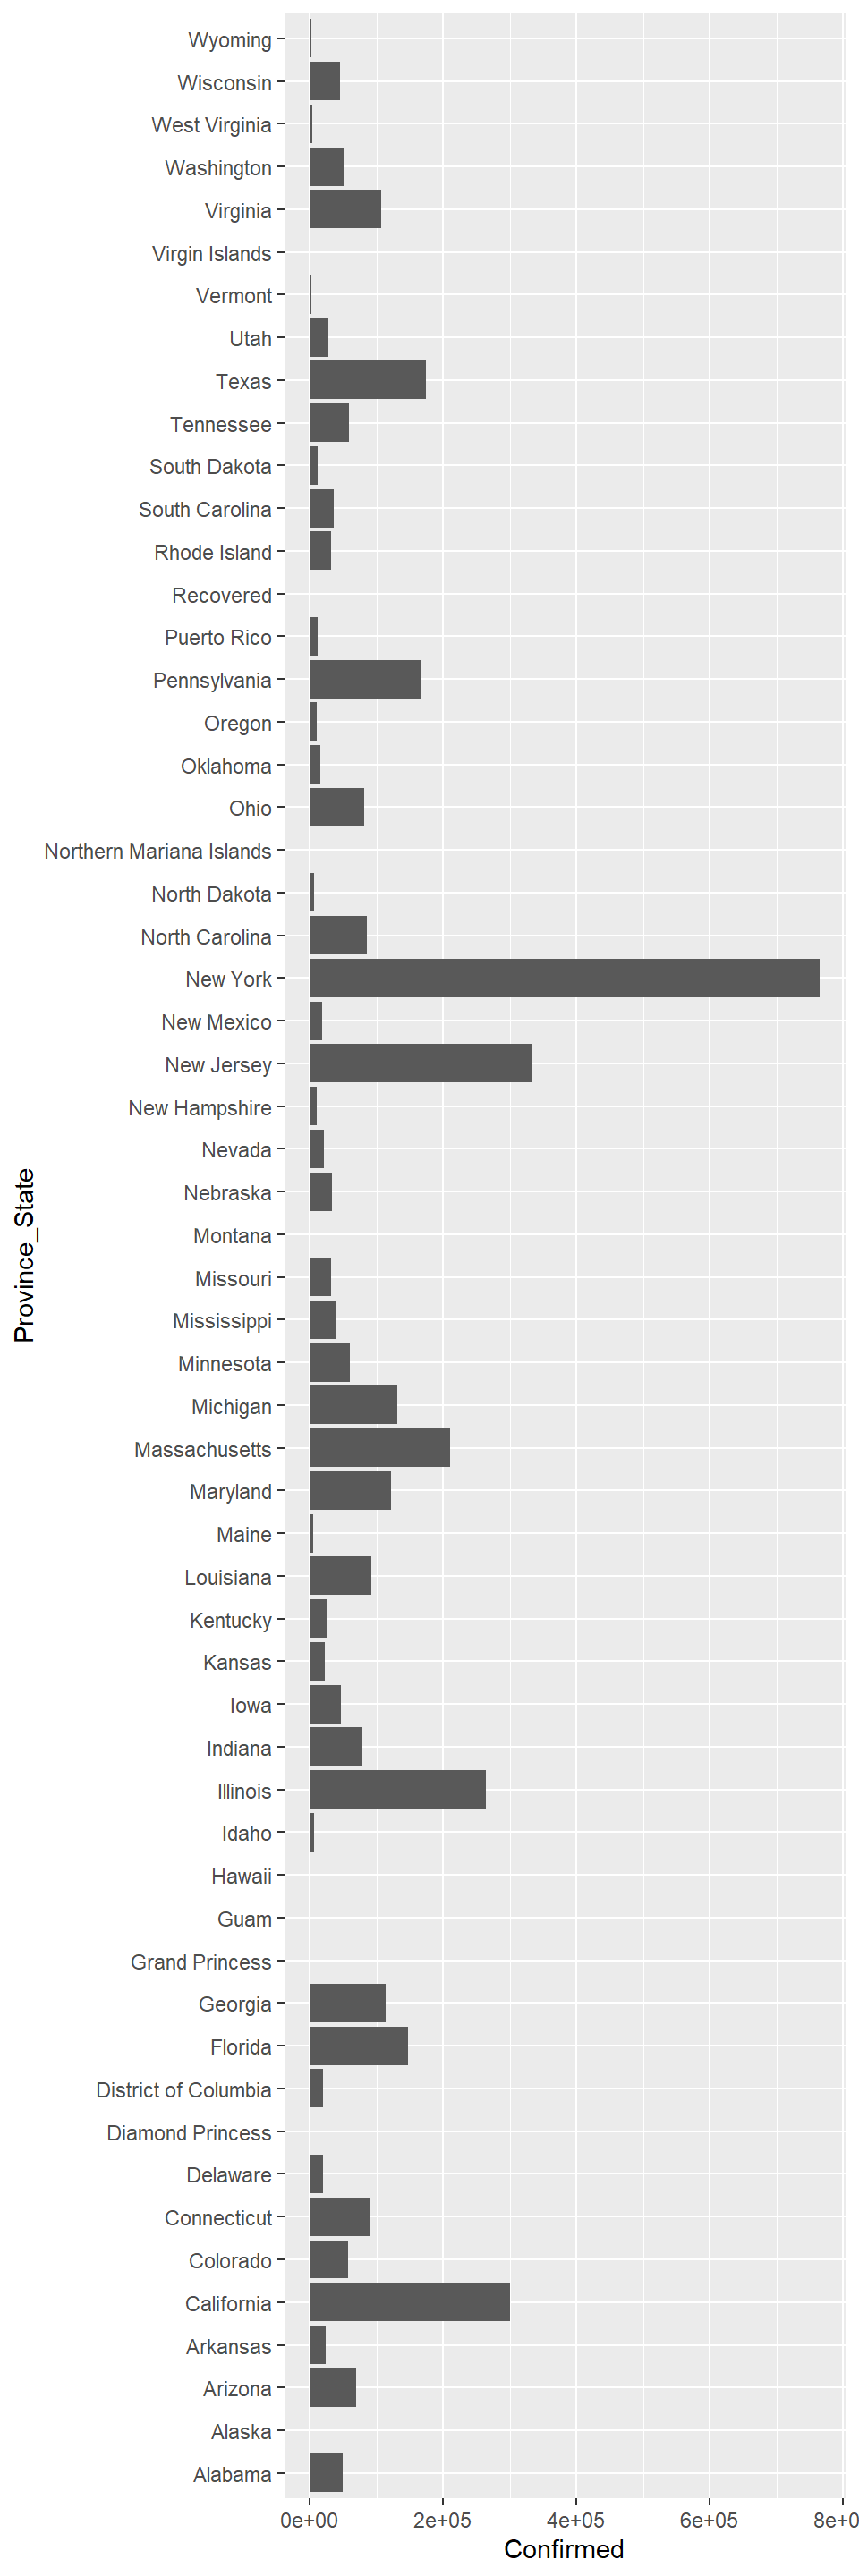 Wyoming
Wisconsin
West Virginia
Washington
Virginia
Virgin Islands
Vermont
Utah
Texas
Tennessee
South Dakota
South Carolina
Rhode Island
Recovered
Puerto Rico
Pennsylvania
Oregon
Oklahoma
Ohio
Northern Mariana Islands
North Dakota
North Carolina
New York
New Mexico
New Jersey
New Hampshire
Nevada
Nebraska
Montana
Missouri
Mississippi
Minnesota
Michigan
Massachusetts
Maryland
Maine
Louisiana
Kentucky
Kansas
Iowa
Indiana
Illinois
Idaho
Hawaii
Guam
Grand Princess
Georgia
Florida
District of Columbia
Diamond Princess
Delaware
Connecticut
Colorado
California
Arkansas
Arizona
Alaska
Alabama
Province_State
0e+00 2e+05 4e+05 6e+05 8e+0
Confirmed